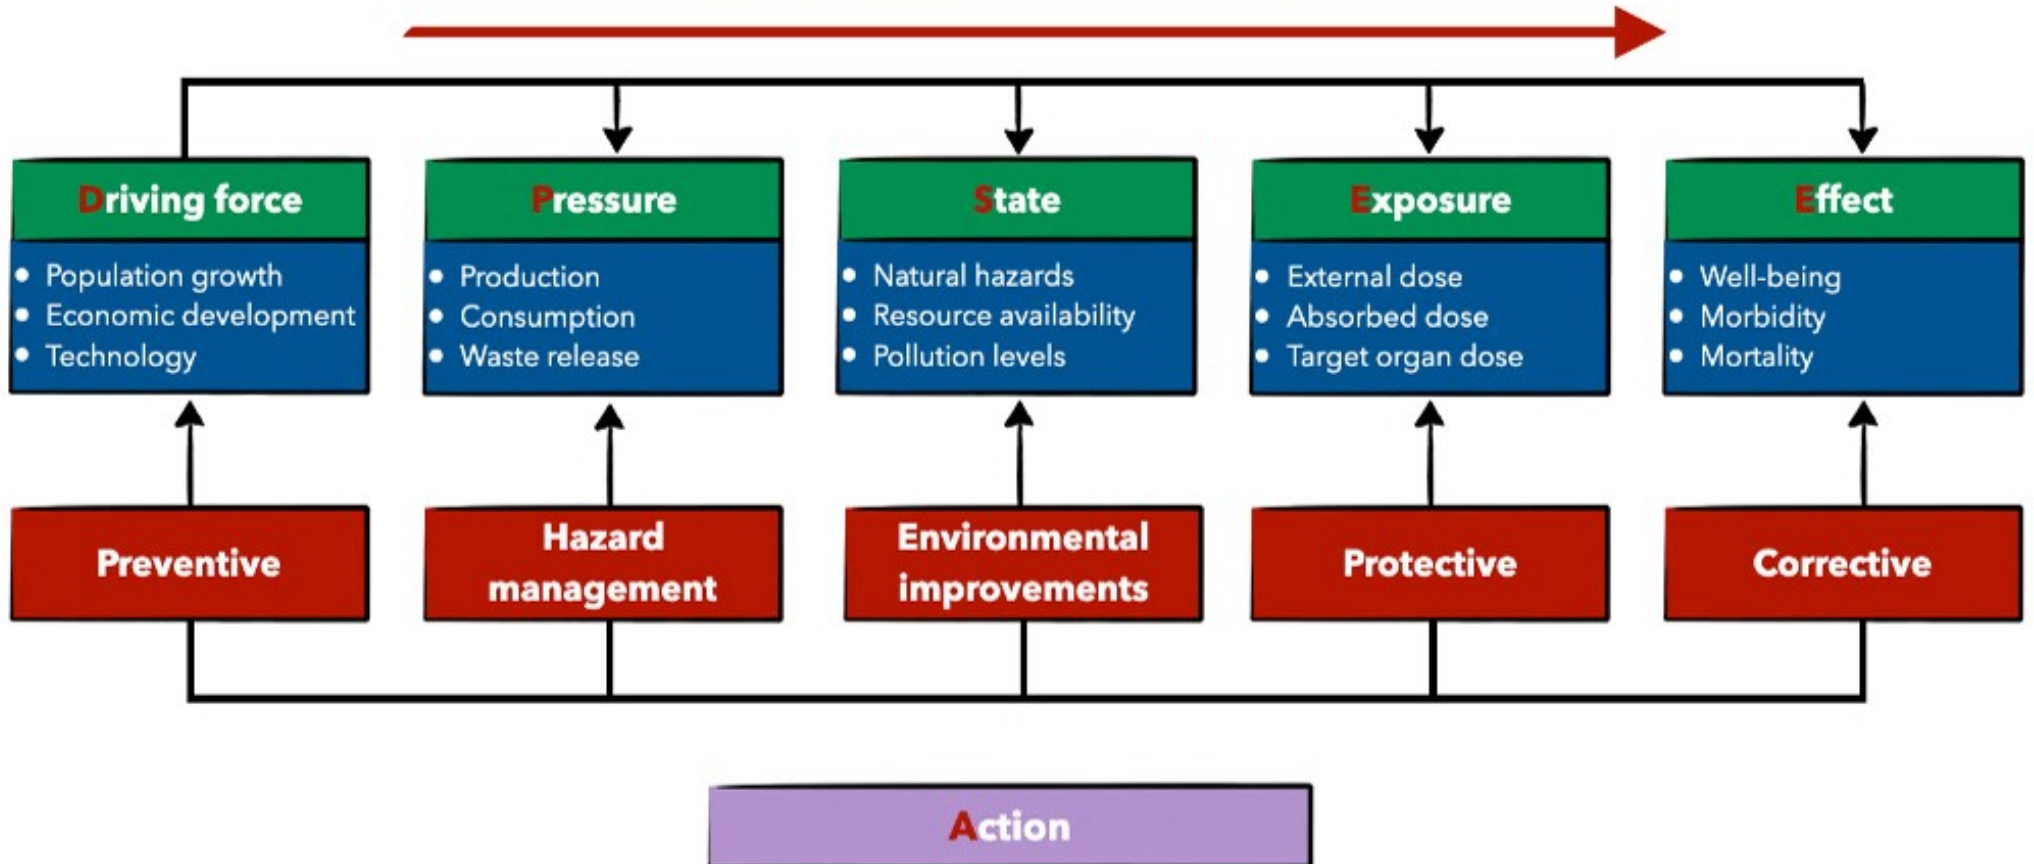 Driving force
Population growth
Economic development
Technology
Pressure
Production
Consumption
Waste release
State
Natural hazards
Resource availability
Pollution levels
Exposure
External dose
Absorbed dose
Target organ dose
Effect
Well-being
Morbidity
Mortality
Preventive
Hazard
management
Environmental
improvements
Protective
Corrective
Action